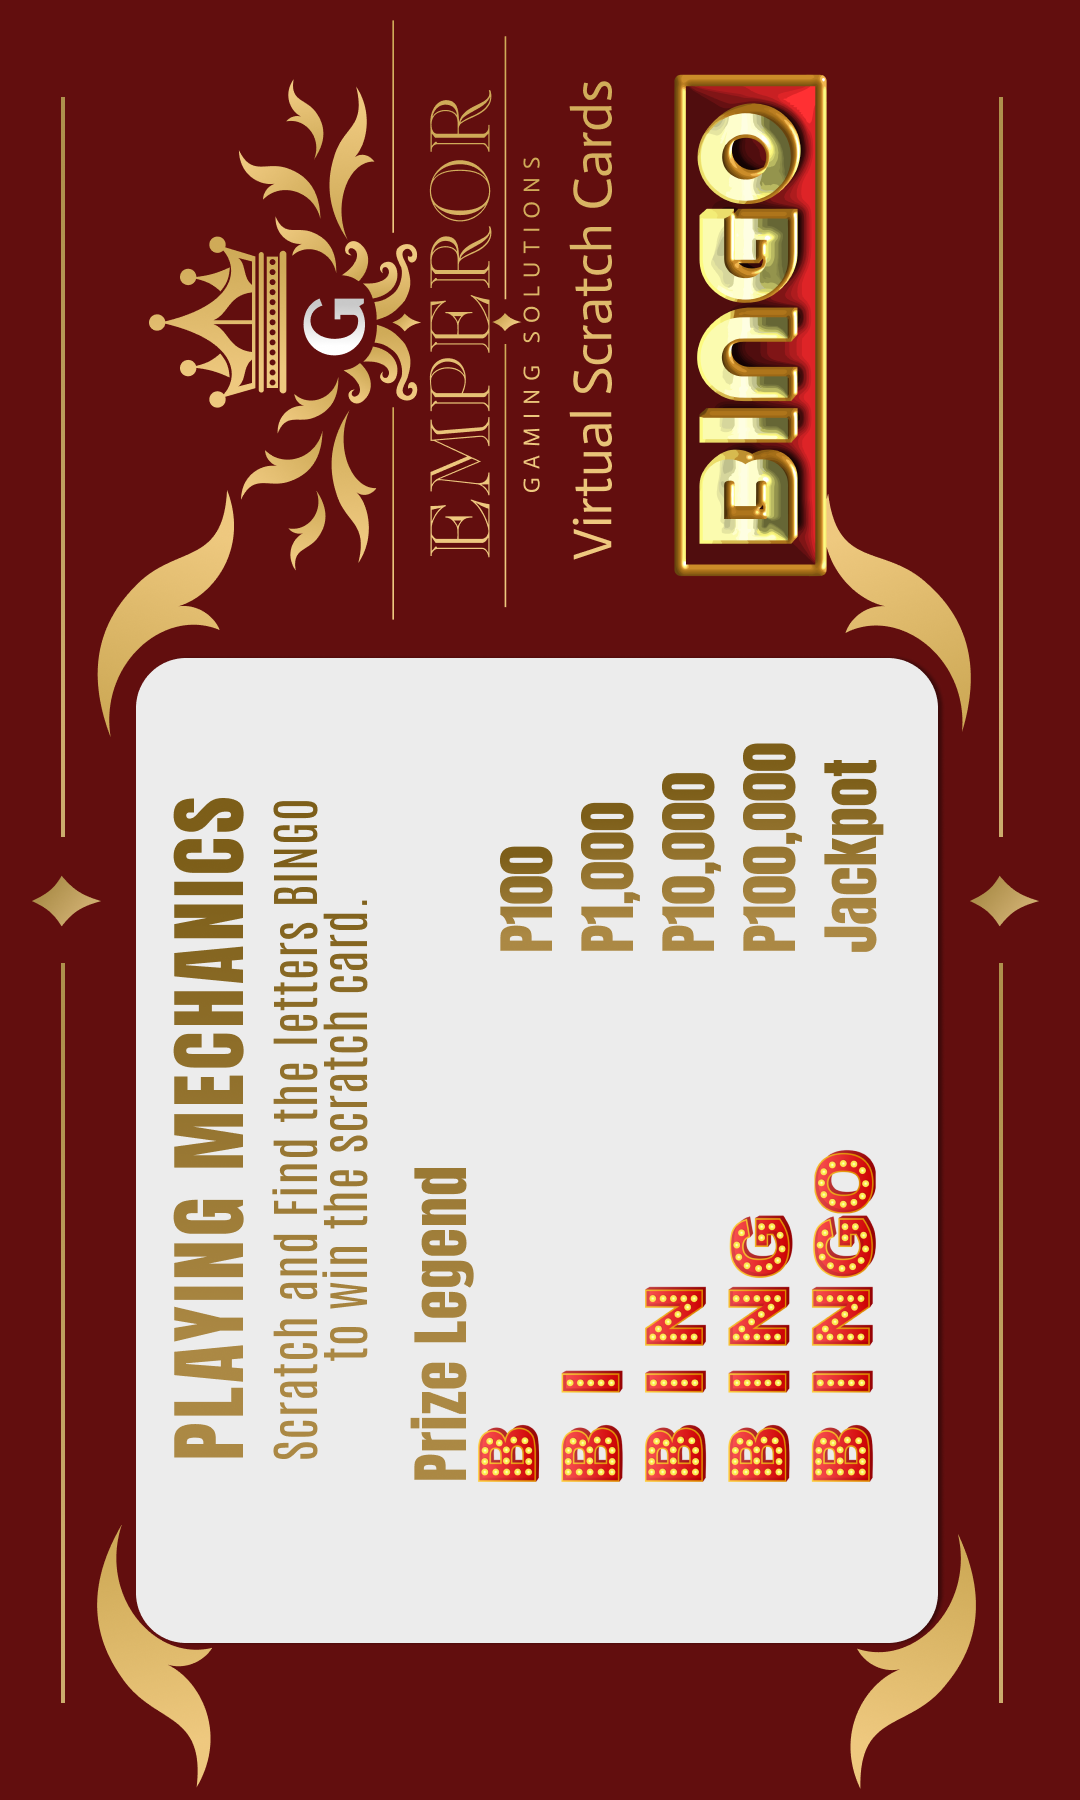 PLAYING MECHANICS
Scratch and Find the letters BINGO
to win the scratch card.
Prize Legend
B P100
B I P1,000
B I N P10,000
B I N G P100,000
B I N G O Jackpot
G
EMPEROR
GAMING SOLUTIONS
Virtual Scratch Cards
BINGO